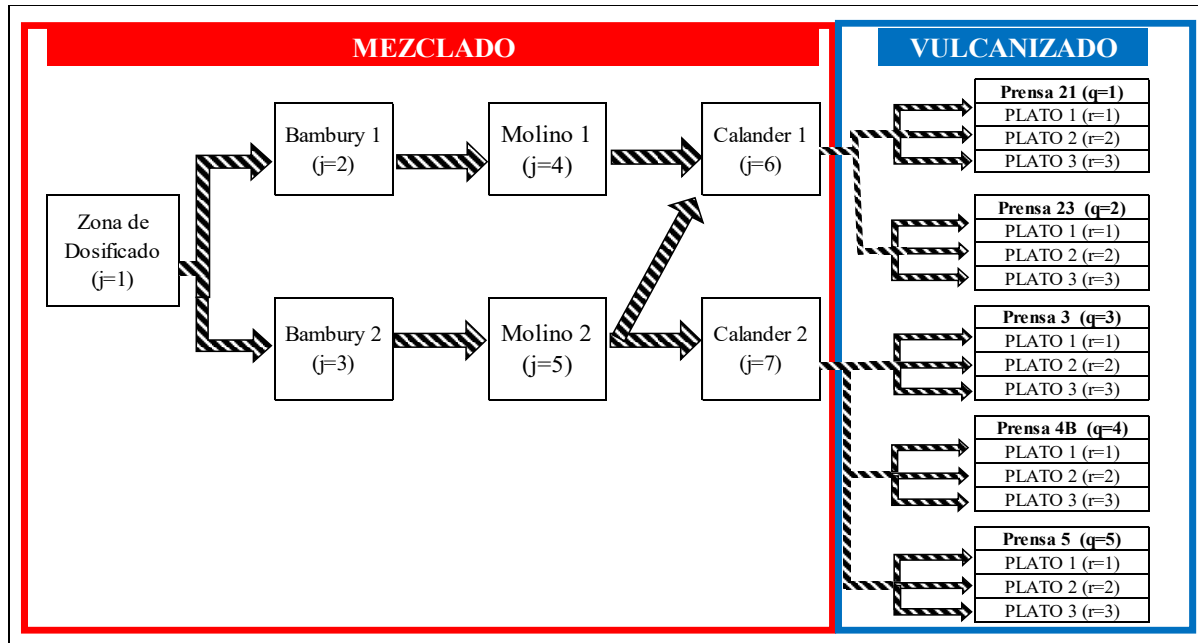 MEZCLADO
VULCANIZADO
Zona de
Dosificado
(j=1)
Bambury 1
(j=2)
Molino 1
(j=4)
Calander 1
(j=6)
Bambury 2
(j=3)
Molino 2
(j=5)
Calander 2
(j=7)
Prensa 21 (q=1)
PLATO 1 (r=1)
PLATO 2 (r=2)
PLATO 3 (r=3)
Prensa 23 (q=2)
PLATO 1 (r=1)
PLATO 2 (r=2)
PLATO 3 (r=3)
Prensa 3 (q=3)
PLATO 1 (r=1)
PLATO 2 (r=2)
PLATO 3 (r=3)
Prensa 4B (q=4)
PLATO 1 (r=1)
PLATO 2 (r=2)
PLATO 3 (r=3)
Prensa 5 (q=5)
PLATO 1 (r=1)
PLATO 2 (r=2)
PLATO 3 (r=3)